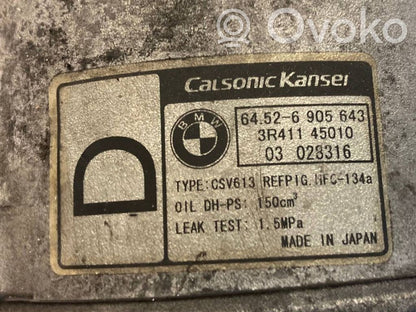 Ovoko
Calsonic Kansei
BMW
64.52-6 905 643
3R411 45010
03 028316
D
TYPE: CSV613 REFRIG. HFC-134a
OIL DH-PS: 150cm³
LEAK TEST: 1.5MPa
MADE IN JAPAN